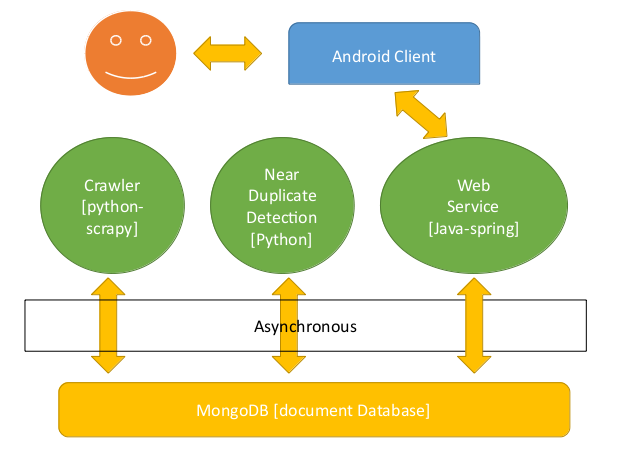 Android Client
Crawler
[python-
scrapy]
Near
Duplicate
Detection
[Python]
Web
Service
[Java-spring]
Asynchronous
MongoDB [document Database]